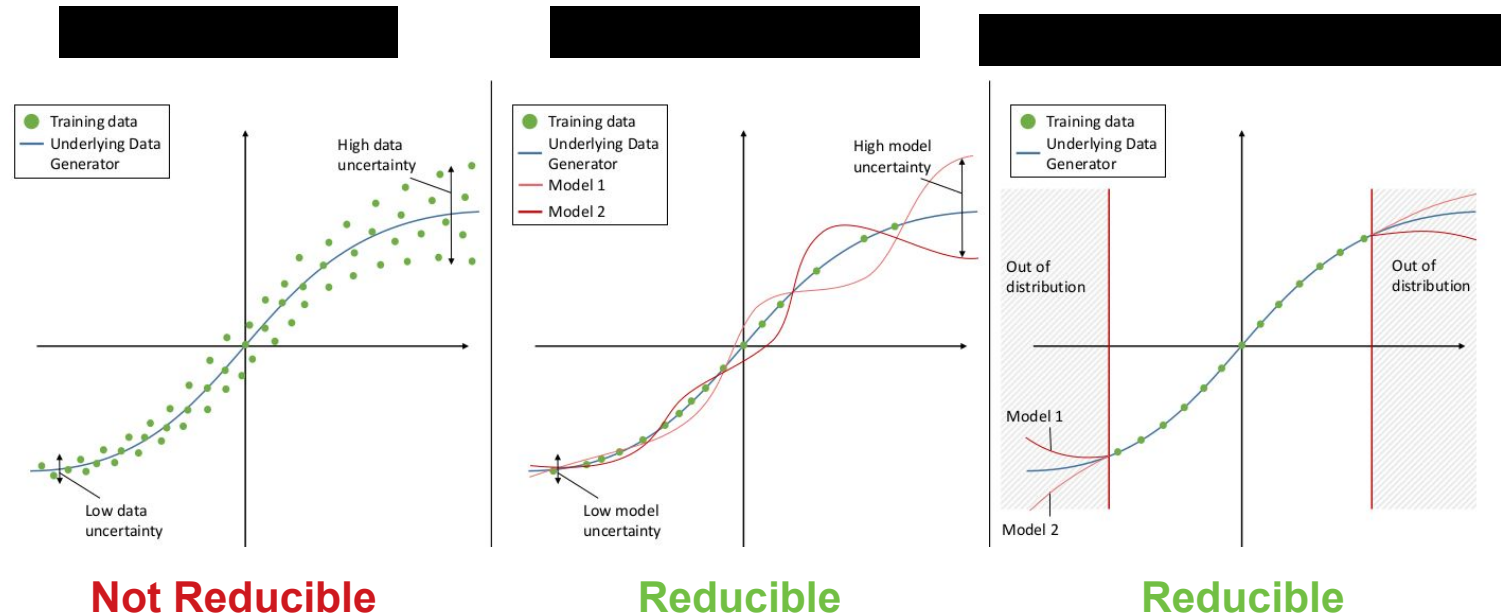 Training data
Underlying Data
Generator
High data
uncertainty
Low data
uncertainty
Not Reducible
Training data
Underlying Data
Generator
Model 1
Model 2
High model
uncertainty
Low model
uncertainty
Reducible
Training data
Underlying Data
Generator
Out of
distribution
Out of
distribution
Model 1
Model 2
Reducible